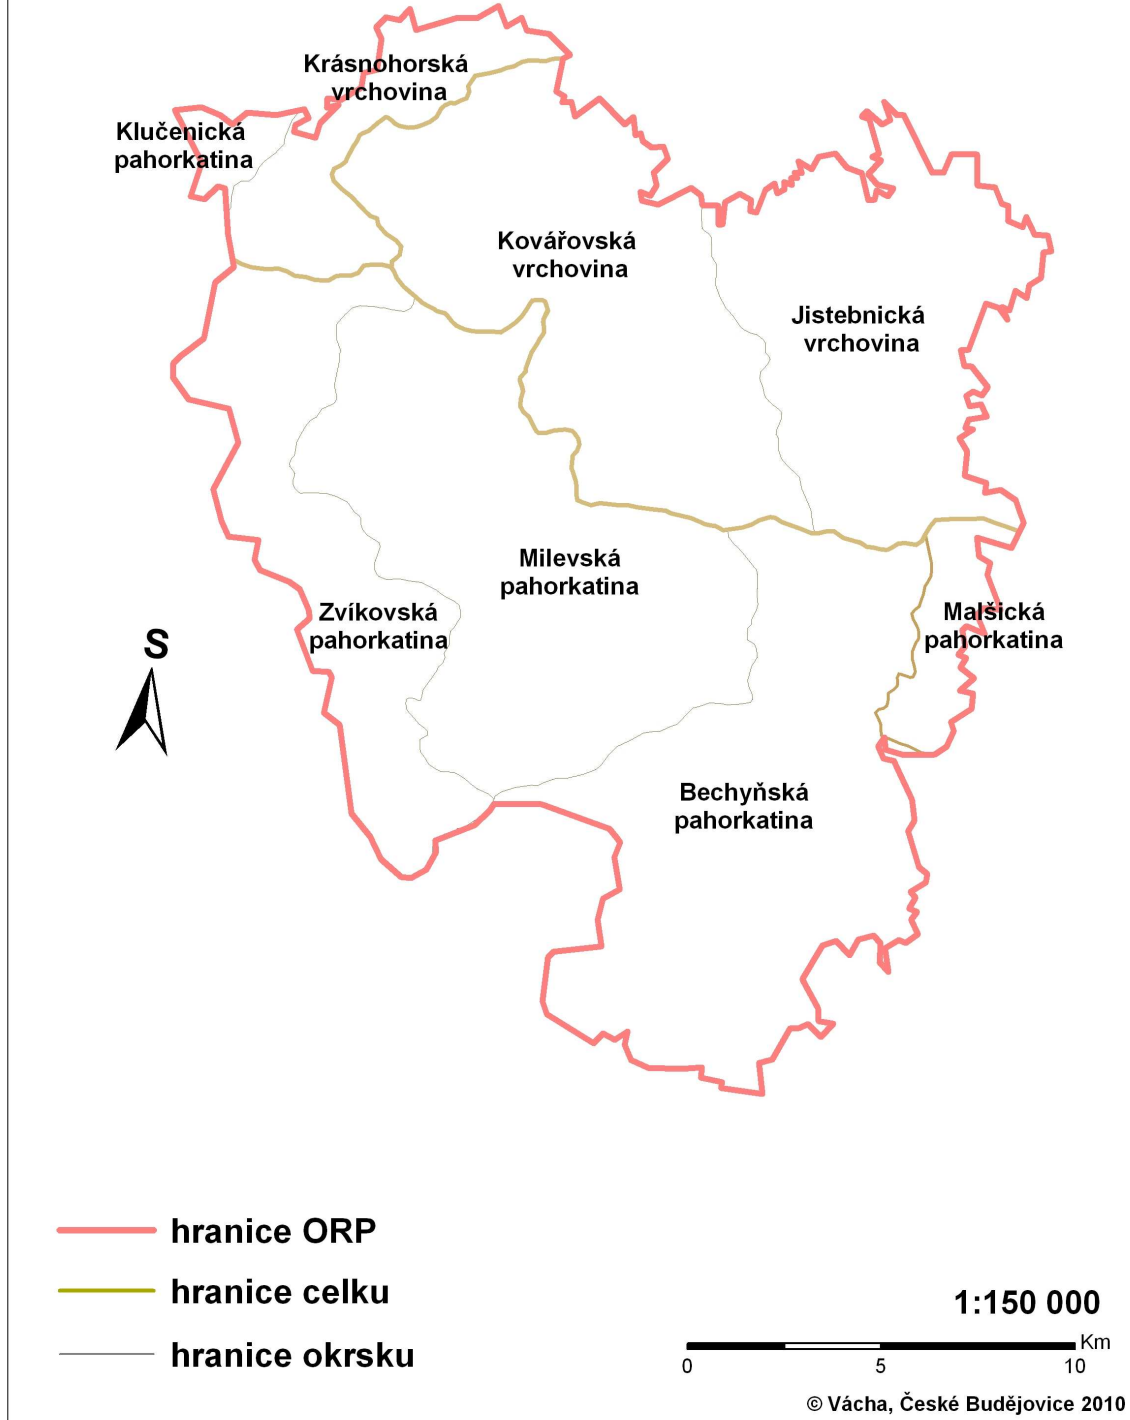 Krásnohorská
vrchovina
Klučenická
pahorkatina
Kovářovská
vrchovina
Jistebnická
vrchovina
Milevská
pahorkatina
Zvíkovská
pahorkatina
Malšická
pahorkatina
S
Bechyňská
pahorkatina
hranice ORP
hranice celku
hranice okrsku
1:150 000
Km
0 5 10
© Vácha, České Budějovice 2010